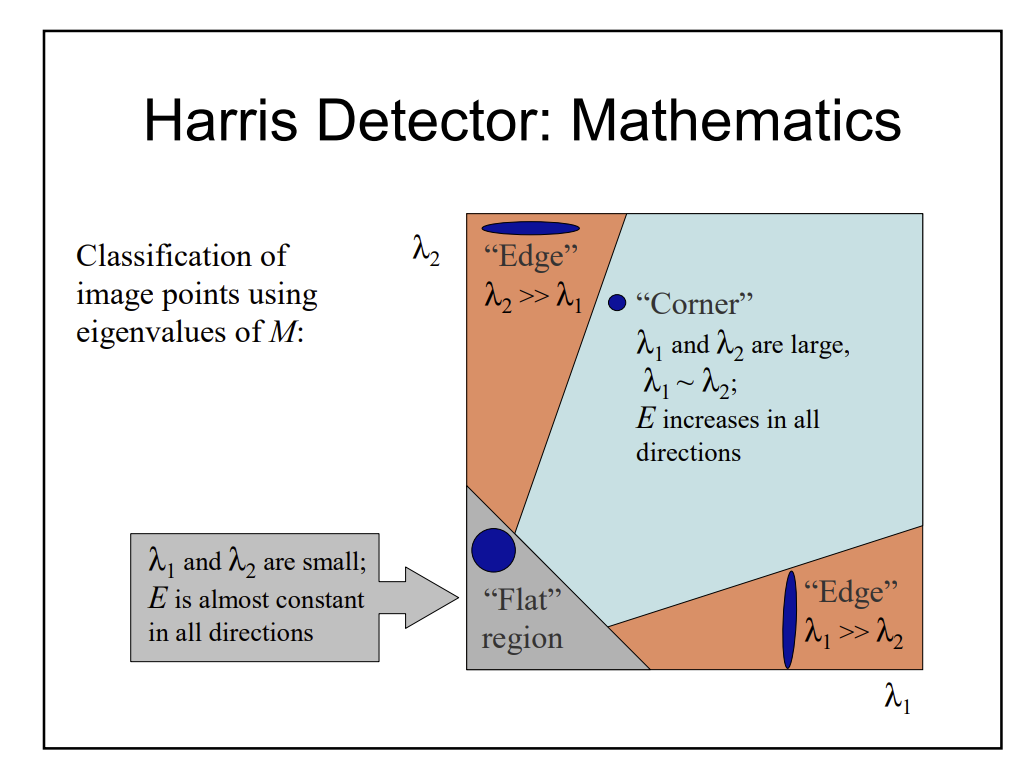 Harris Detector: Mathematics
Classification of
image points using
eigenvalues of M:
λ2
“Edge”
λ2 >> λ1
“Corner”
λ1 and λ2 are large,
λ1 ~ λ2;
E increases in all
directions
λ1 and λ2 are small;
E is almost constant
in all directions
“Flat”
region
“Edge”
λ1 >> λ2
λ1